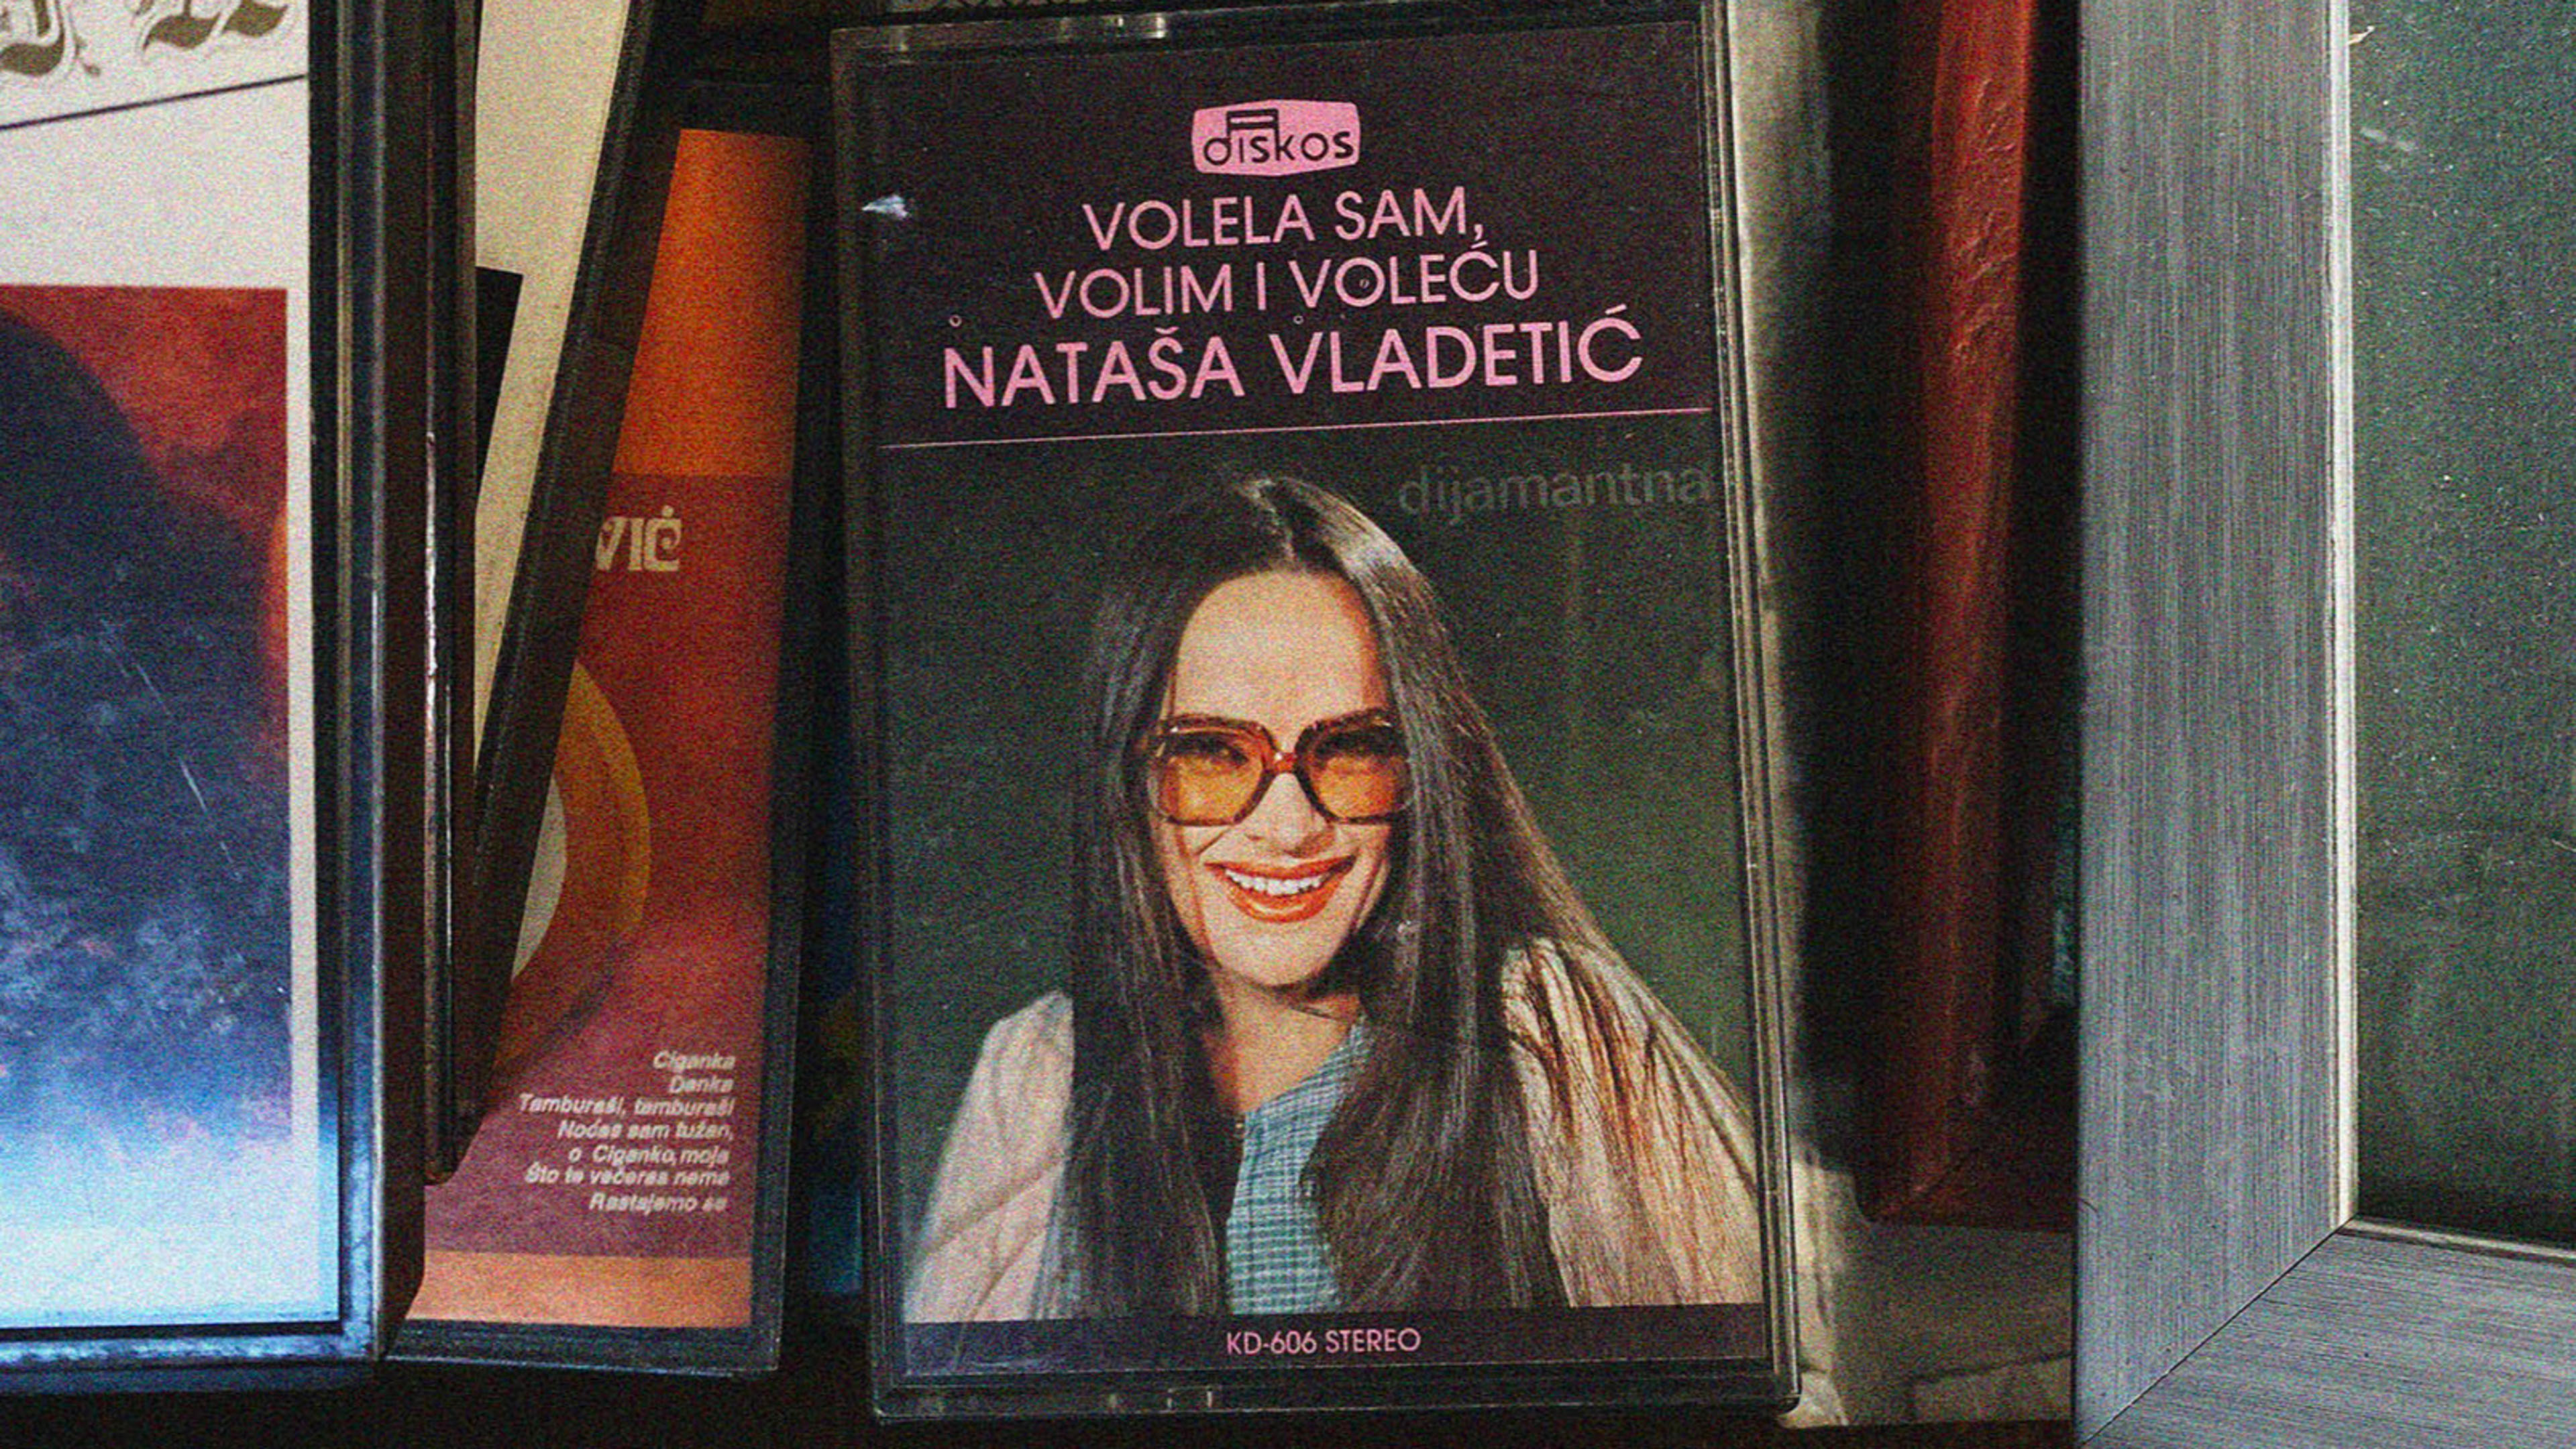 VIĆ
Ciganka
Danka
Tamburaši, tamburaši
Noćas sam tužan,
o Ciganko, moja
Što te večeras nema
Rastajemo se
diskos
VOLELA SAM,
VOLIM I VOLEĆU
NATAŠA VLADETIĆ
dijamantna
KD-606 STEREO